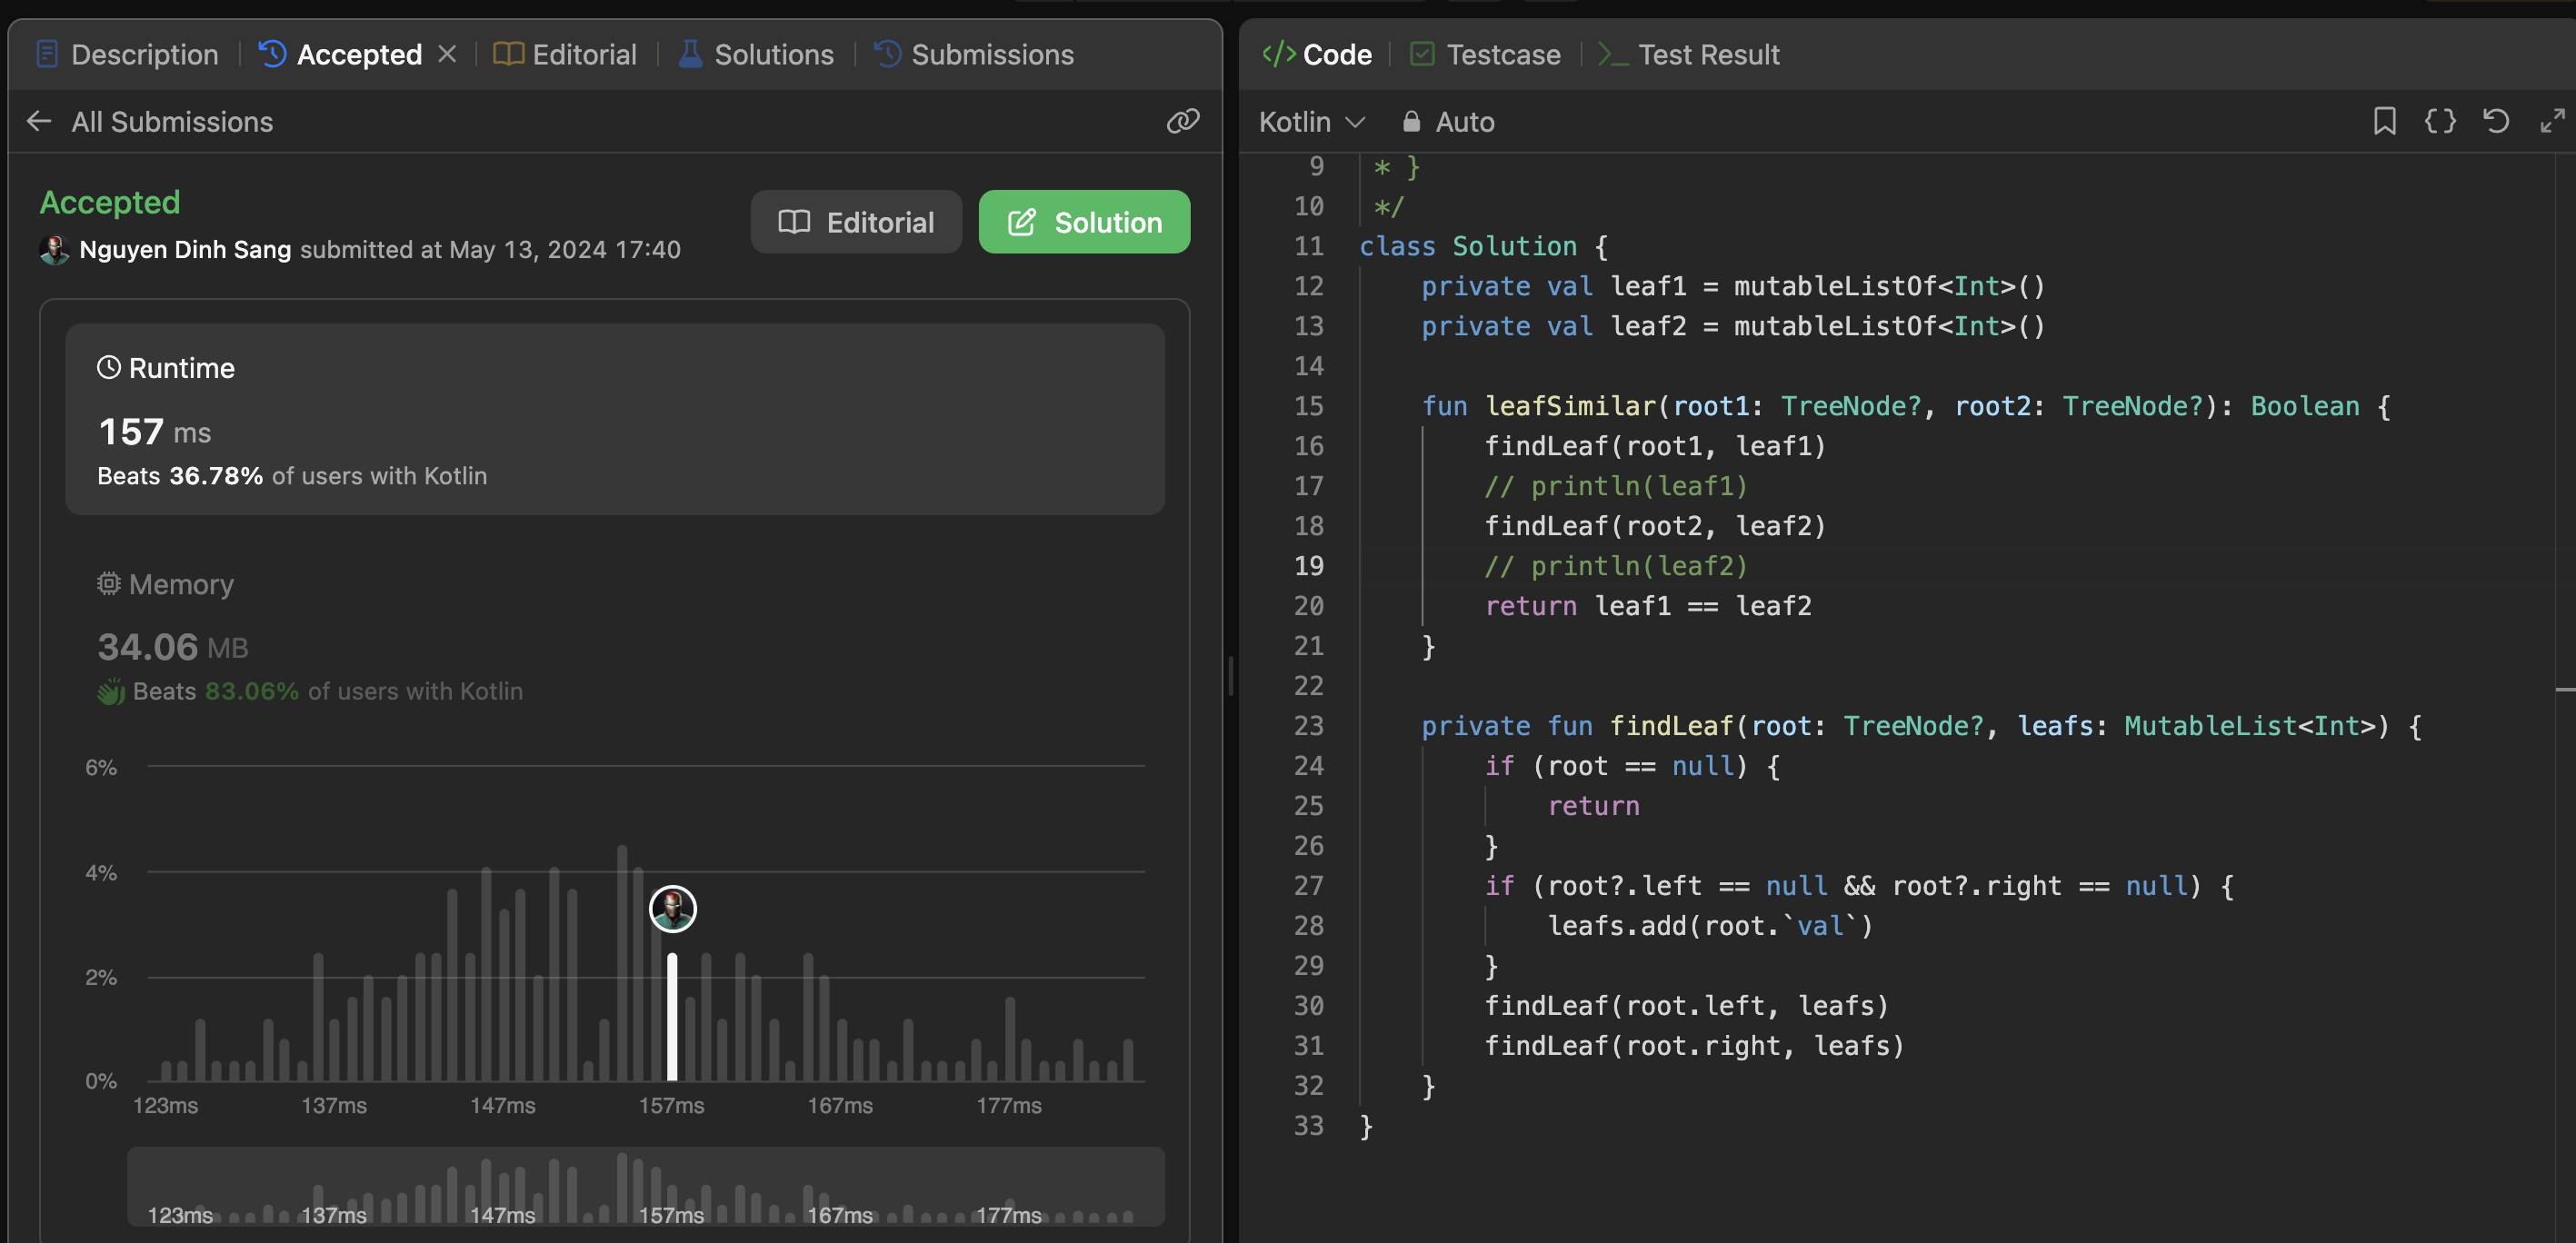 Description
Accepted
Editorial
Solutions
Submissions
All Submissions
Accepted
Nguyen Dinh Sang submitted at May 13, 2024 17:40
Editorial
Solution
Runtime
157 ms
Beats 36.78% of users with Kotlin
Memory
34.06 MB
Beats 83.06% of users with Kotlin
6%
4%
2%
0%
123ms 137ms 147ms 157ms 167ms 177ms
123ms 137ms 147ms 157ms 167ms 177ms
Code
Testcase
Test Result
Kotlin
Auto
9 * }
10 */
11 class Solution {
12     private val leaf1 = mutableListOf<Int>()
13     private val leaf2 = mutableListOf<Int>()
14
15     fun leafSimilar(root1: TreeNode?, root2: TreeNode?): Boolean {
16         findLeaf(root1, leaf1)
17         // println(leaf1)
18         findLeaf(root2, leaf2)
19         // println(leaf2)
20         return leaf1 == leaf2
21     }
22
23     private fun findLeaf(root: TreeNode?, leafs: MutableList<Int>) {
24         if (root == null) {
25             return
26         }
27         if (root?.left == null && root?.right == null) {
28             leafs.add(root.`val`)
29         }
30         findLeaf(root.left, leafs)
31         findLeaf(root.right, leafs)
32     }
33 }